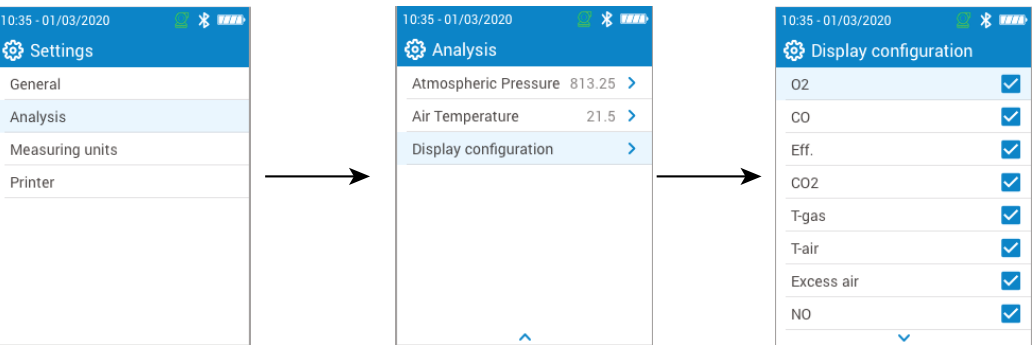 10:35 - 01/03/2020
Settings
General
Analysis
Measuring units
Printer
10:35 - 01/03/2020
Analysis
Atmospheric Pressure 813.25
Air Temperature 21.5
Display configuration
10:35 - 01/03/2020
Display configuration
O2
CO
Eff.
CO2
T-gas
T-air
Excess air
NO